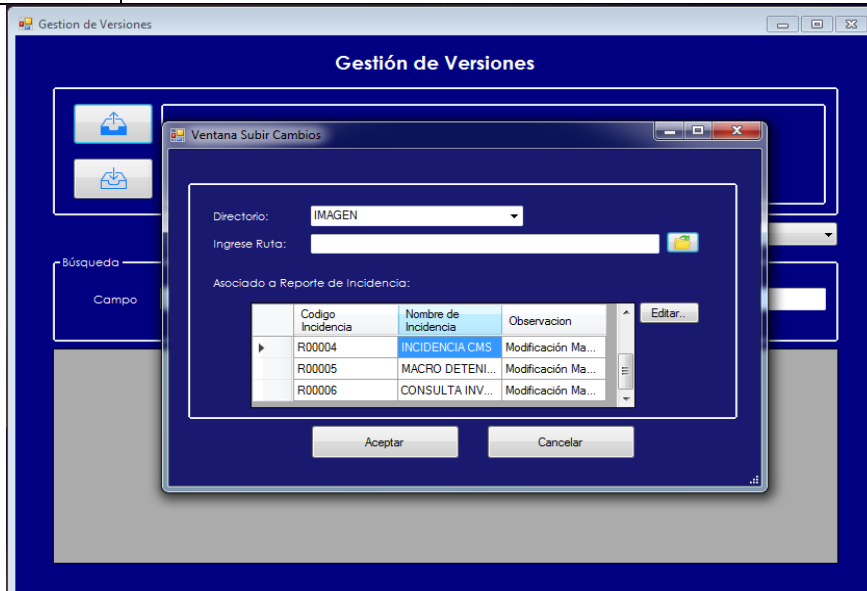 Gestion de Versiones
Gestión de Versiones
Ventana Subir Cambios
Directorio: IMAGEN
Ingrese Ruta:
Asociado a Reporte de Incidencia:
Codigo Incidencia Nombre de Incidencia Observacion Editar..
R00004 INCIDENCIA CMS Modificación Ma...
R00005 MACRO DETENI... Modificación Ma...
R00006 CONSULTA INV... Modificación Ma...
Aceptar Cancelar
Búsqueda
Campo